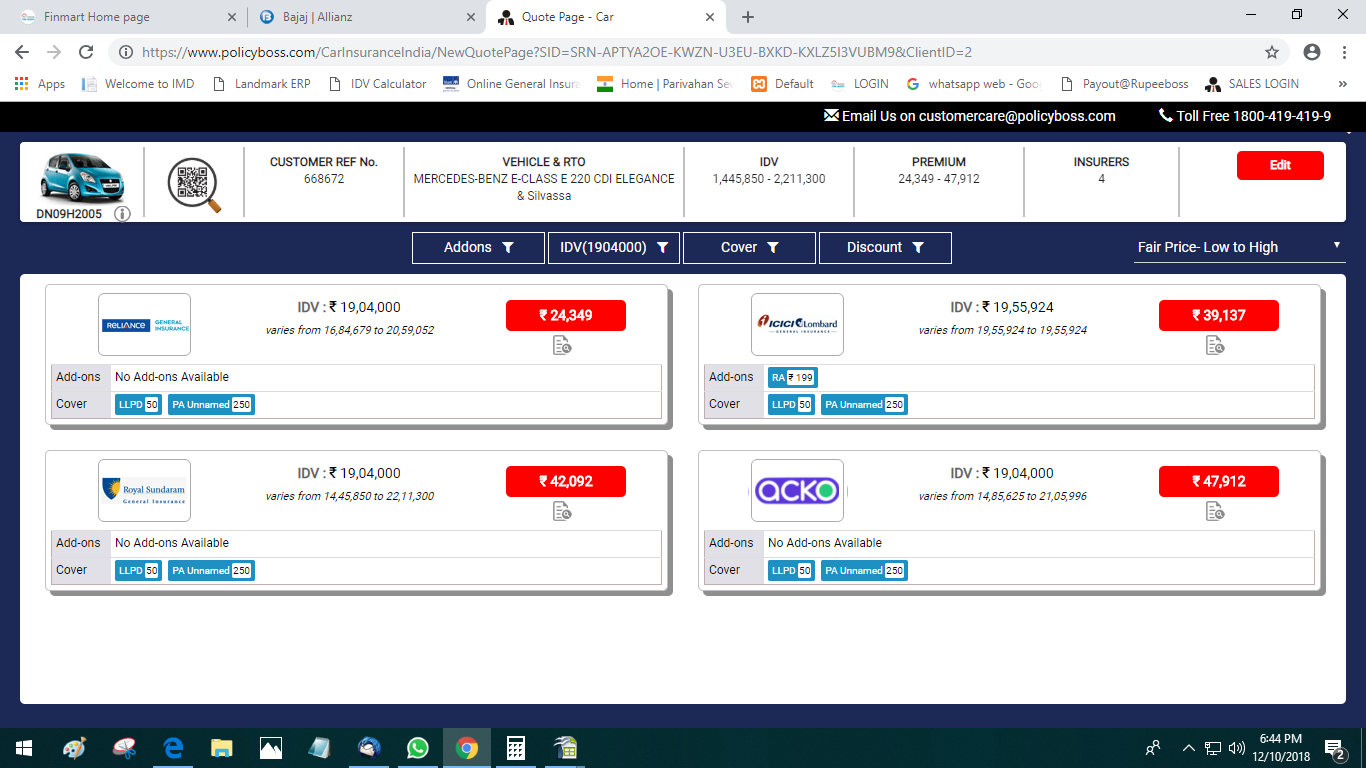 Finmart Home page
Bajaj | Allianz
Quote Page - Car
https://www.policyboss.com/CarInsuranceIndia/NewQuotePage?SID=SRN-APTYA2OE-KWZN-U3EU-BXKD-KXLZ5I3VUBM9&ClientID=2
Apps Welcome to IMD Landmark ERP IDV Calculator Online General Insura Home | Parivahan Sew Default LOGIN whatsapp web - Goo Payout@Rupeeboss SALES LOGIN »
Email Us on customercare@policyboss.com Toll Free 1800-419-419-9
DN09H2005
CUSTOMER REF No.
668672
VEHICLE & RTO
MERCEDES-BENZ E-CLASS E 220 CDI ELEGANCE
& Silvassa
IDV
1,445,850 - 2,211,300
PREMIUM
24,349 - 47,912
INSURERS
4
Edit
Addons IDV(1904000) Cover Discount Fair Price- Low to High
RELIANCE GENERAL INSURANCE
IDV : ₹ 19,04,000
varies from 16,84,679 to 20,59,052
₹ 24,349
Add-ons No Add-ons Available
Cover LLPD 50 PA Unnamed 250
ICICI Lombard
GENERAL INSURANCE
IDV : ₹ 19,55,924
varies from 19,55,924 to 19,55,924
₹ 39,137
Add-ons RA ₹ 199
Cover LLPD 50 PA Unnamed 250
Royal Sundaram
General Insurance
IDV : ₹ 19,04,000
varies from 14,45,850 to 22,11,300
₹ 42,092
Add-ons No Add-ons Available
Cover LLPD 50 PA Unnamed 250
ACKO
IDV : ₹ 19,04,000
varies from 14,85,625 to 21,05,996
₹ 47,912
Add-ons No Add-ons Available
Cover LLPD 50 PA Unnamed 250
6:44 PM
12/10/2018
2